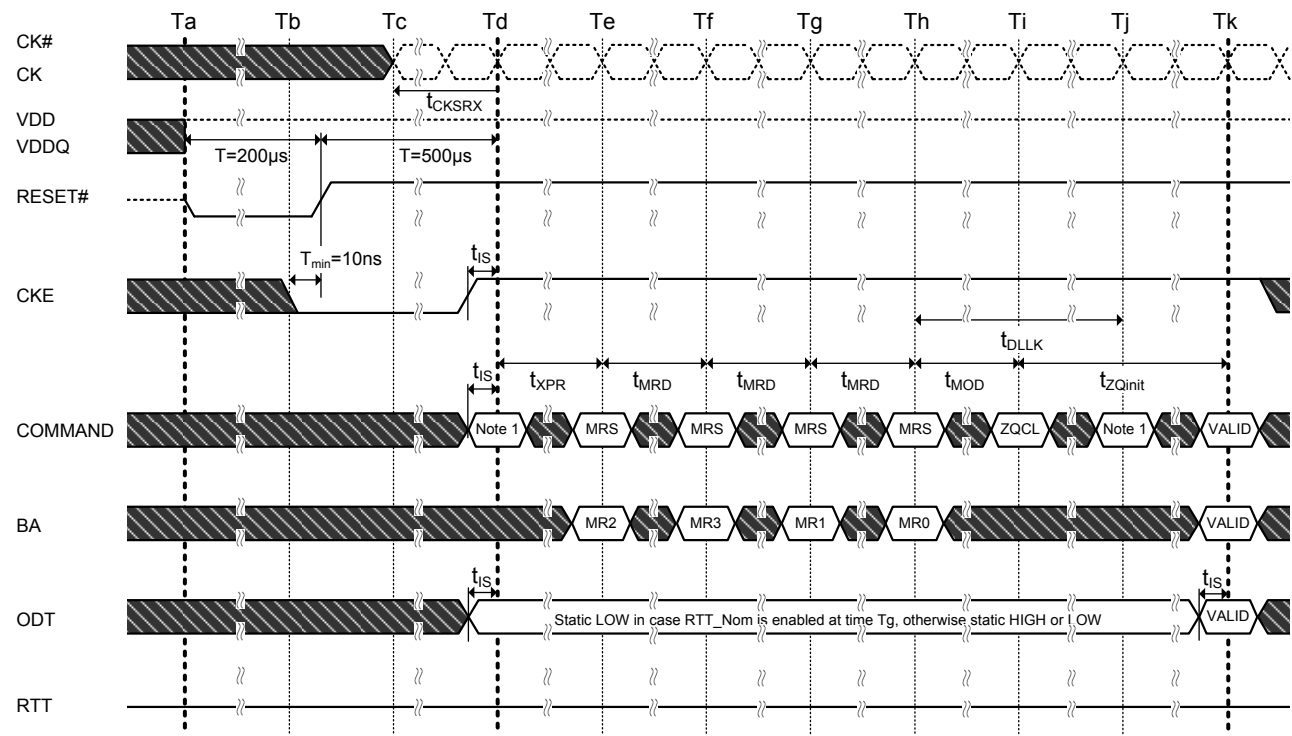 Ta Tb Tc Td Te Tf Tg Th Ti Tj Tk
CK#
CK
tCKSRX
VDD
VDDQ
T=200µs T=500µs
RESET#
Tmin=10ns tIS
CKE
tDLLK
tIS tXPR tMRD tMRD tMRD tMOD tZQinit
COMMAND Note 1 MRS MRS MRS MRS ZQCL Note 1 VALID
BA MR2 MR3 MR1 MR0 VALID
tIS tIS
ODT Static LOW in case RTT_Nom is enabled at time Tg, otherwise static HIGH or LOW VALID
RTT